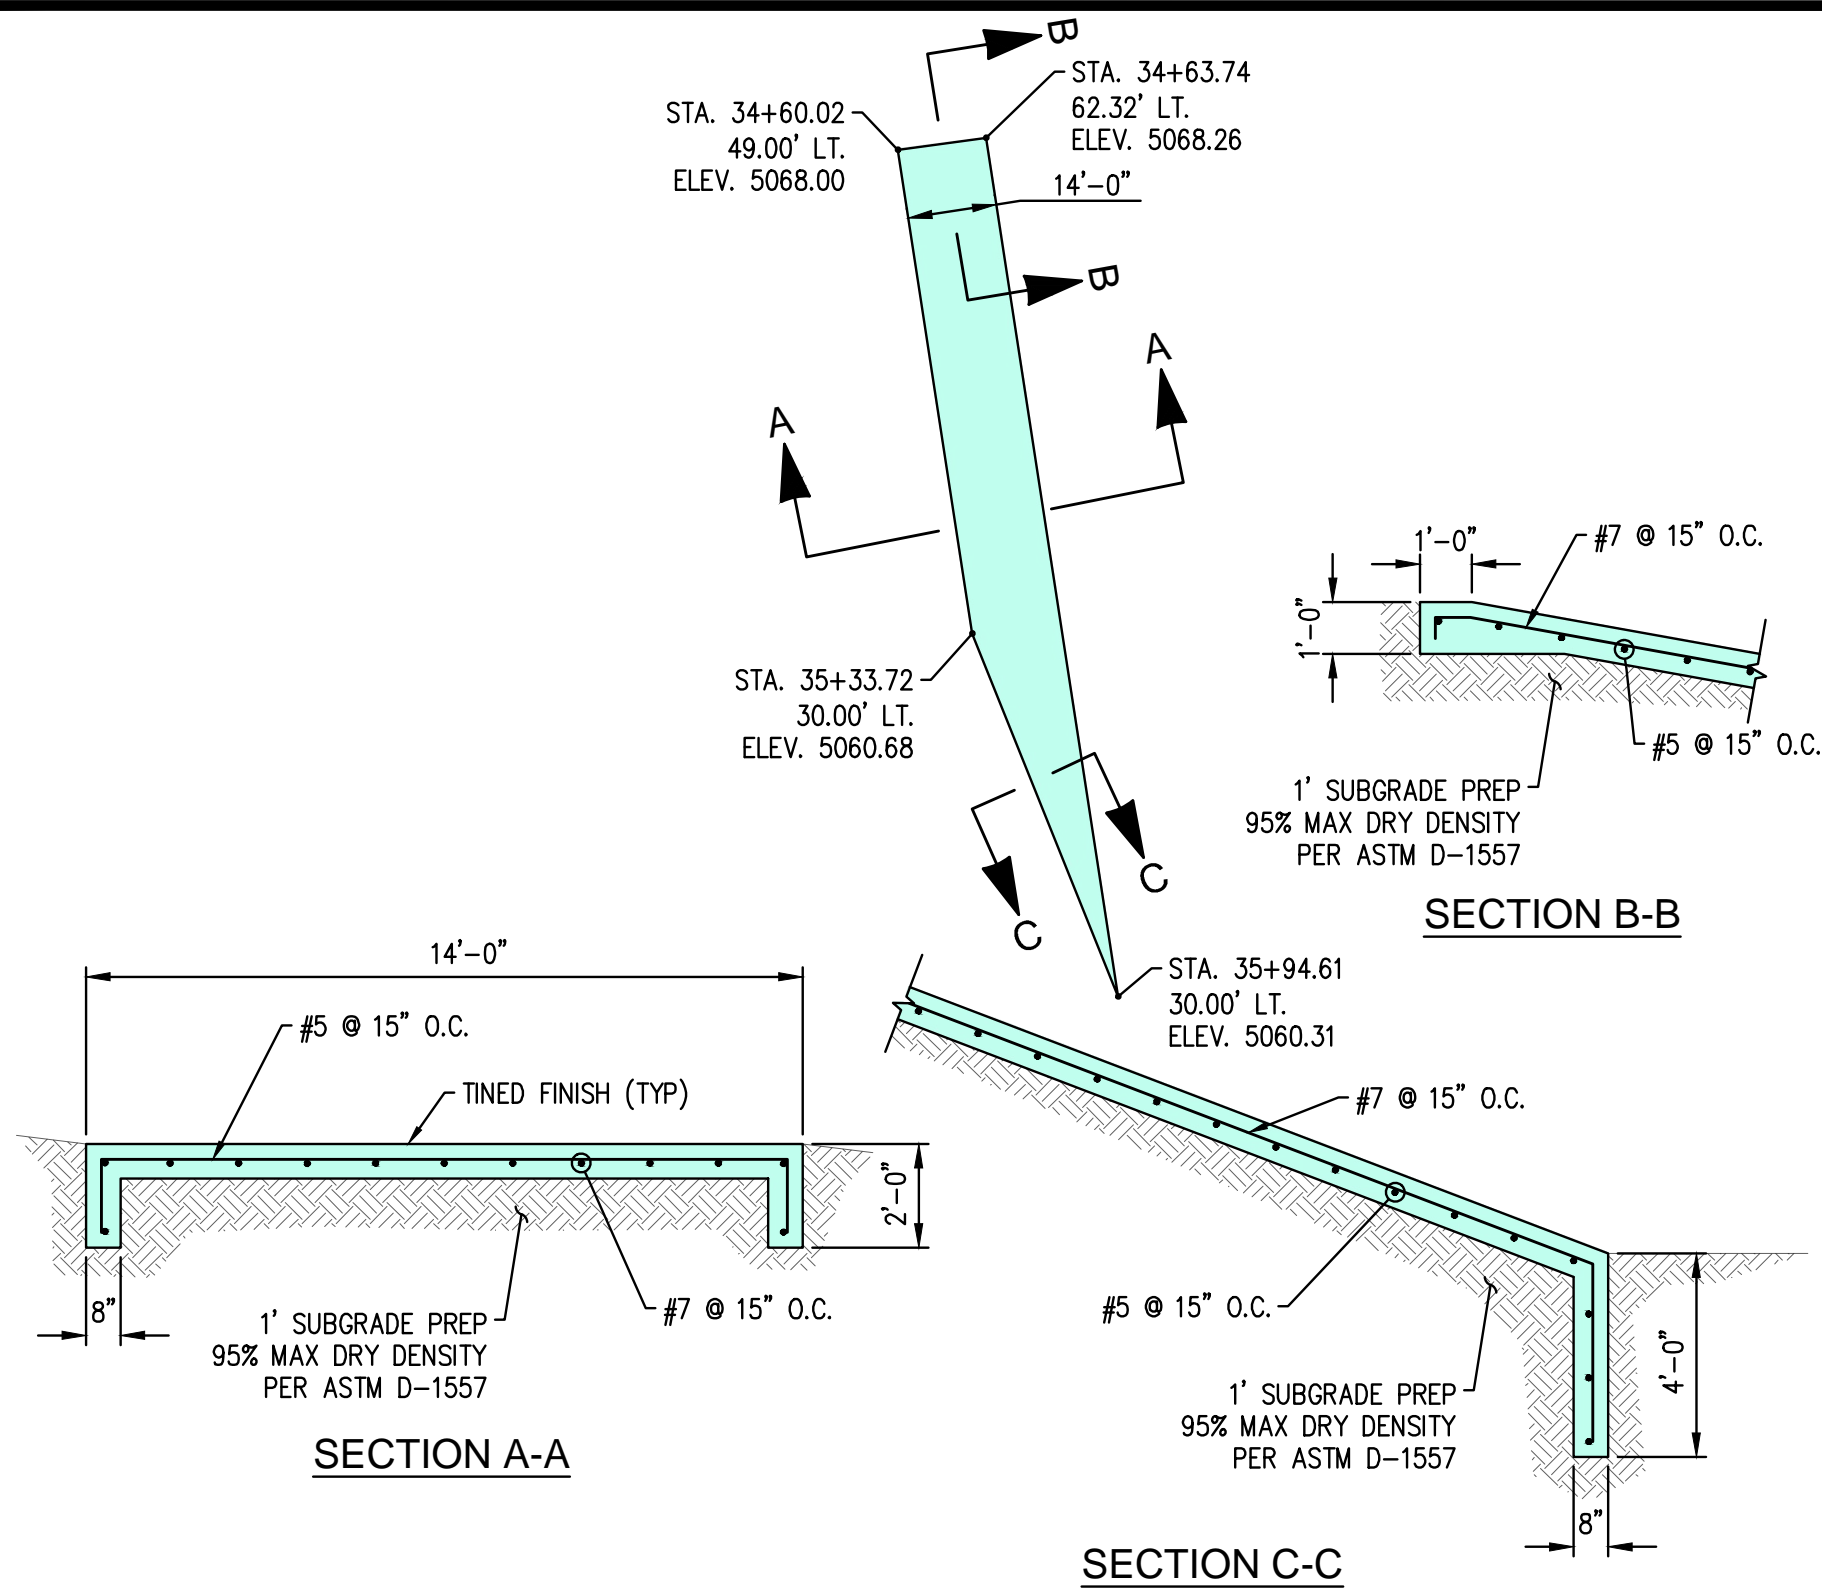 B
STA. 34+63.74
62.32' LT.
ELEV. 5068.26
STA. 34+60.02
49.00' LT.
ELEV. 5068.00
14'-0"
B
A
A
STA. 35+33.72
30.00' LT.
ELEV. 5060.68
C
C
STA. 35+94.61
30.00' LT.
ELEV. 5060.31
1'-0"
#7 @ 15" O.C.
1'-0"
#5 @ 15" O.C.
1' SUBGRADE PREP
95% MAX DRY DENSITY
PER ASTM D-1557
SECTION B-B
14'-0"
#5 @ 15" O.C.
TINED FINISH (TYP)
2'-0"
8"
#7 @ 15" O.C.
1' SUBGRADE PREP
95% MAX DRY DENSITY
PER ASTM D-1557
SECTION A-A
#7 @ 15" O.C.
#5 @ 15" O.C.
4'-0"
1' SUBGRADE PREP
95% MAX DRY DENSITY
PER ASTM D-1557
8"
SECTION C-C